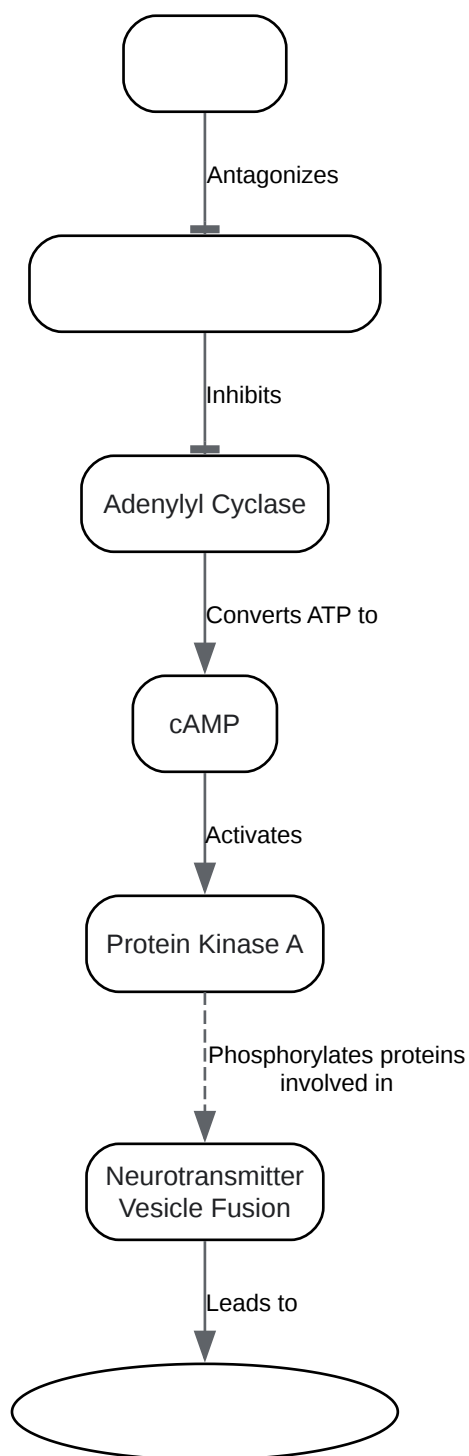 Antagonizes
Inhibits
Adenylyl Cyclase
Converts ATP to
cAMP
Activates
Protein Kinase A
Phosphorylates proteins
involved in
Neurotransmitter
Vesicle Fusion
Leads to